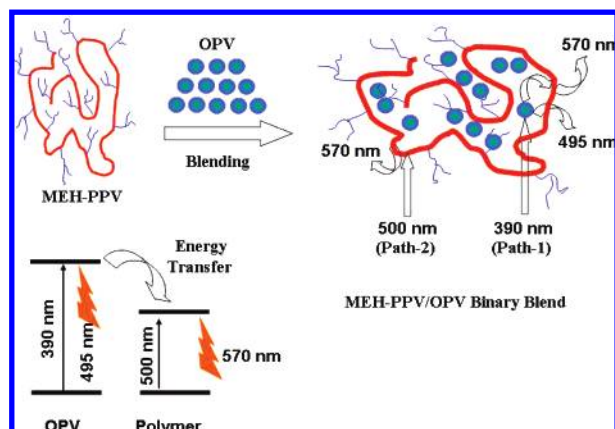 OPV
570 nm
Blending
495 nm
570 nm
MEH-PPV
500 nm
(Path-2)
390 nm
(Path-1)
Energy
Transfer
MEH-PPV/OPV Binary Blend
390 nm
495 nm
500 nm
570 nm
OPV
Polymer